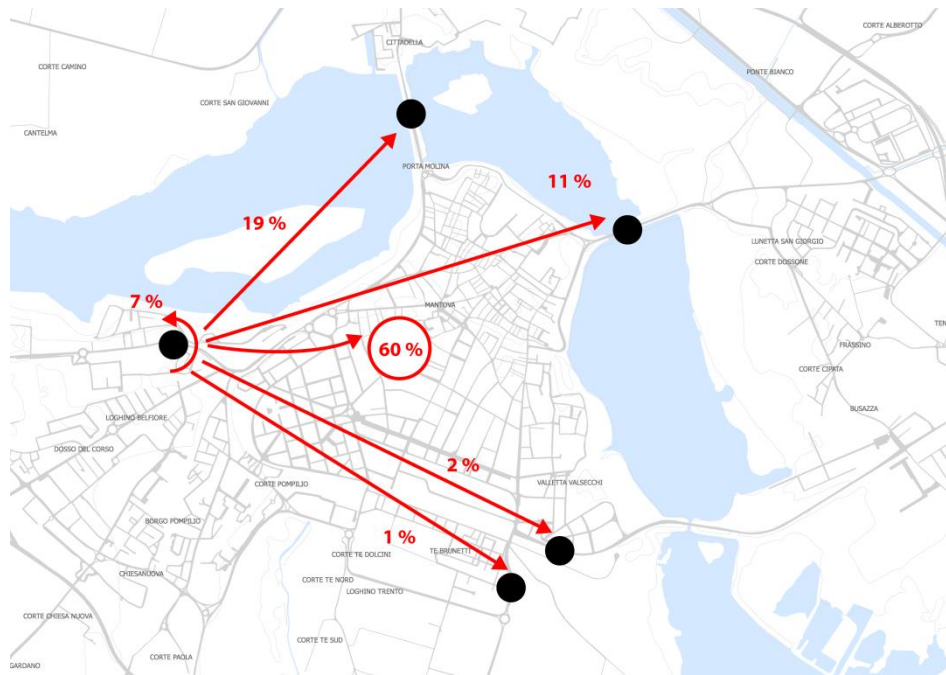 CITTADELLA
CORTE ALBEROTTO
CORTE CAMINO
PONTE BIANCO
CORTE SAN GIOVANNI
CANTELMA
PORTA MOLINA
11 %
19 %
LUNETTA SAN GIORGIO
CORTE DOSSONE
7 %
MANTOVA
TEN
FRASSINO
60 %
CORTE CIPATA
BUSAZZA
LOGHINO BELFIORE
DOSSO DEL CORSO
2 %
CORTE POMPILIO
VALLETTA VALSECCHI
BORGO POMPILIO
1 %
CORTE TE DOLCINI
TE BRUNETTI
CHIESANUOVA
CORTE TE NORD
LOGHINO TRENTO
CORTE CHIESA NUOVA
CORTE TE SUD
CORTE PAOLA
GARDANO